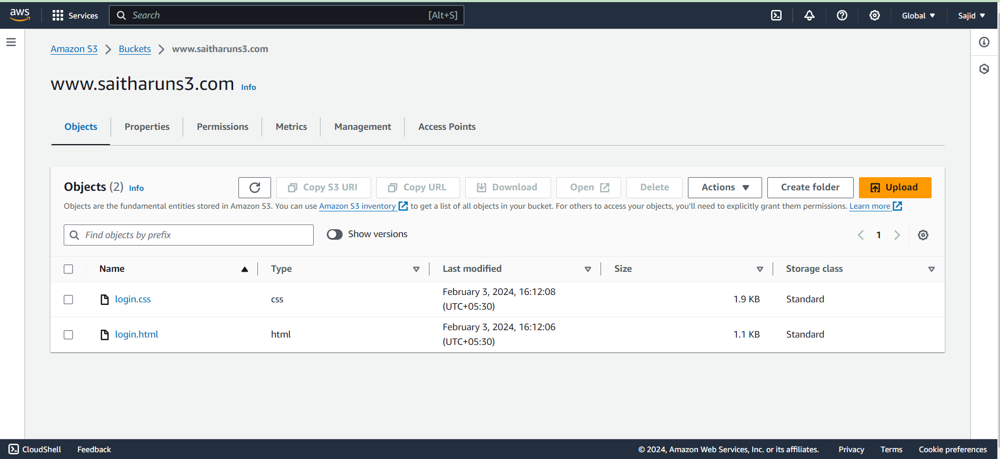 aws Services Search [Alt+S] Global Sajid
Amazon S3 Buckets www.saitharuns3.com
www.saitharuns3.com Info
Objects Properties Permissions Metrics Management Access Points
Objects (2) Info Copy S3 URI Copy URL Download Open Delete Actions Create folder Upload
Objects are the fundamental entities stored in Amazon S3. You can use Amazon S3 inventory to get a list of all objects in your bucket. For others to access your objects, you'll need to explicitly grant them permissions. Learn more
Find objects by prefix Show versions 1
Name Type Last modified Size Storage class
login.css css February 3, 2024, 16:12:08 (UTC+05:30) 1.9 KB Standard
login.html html February 3, 2024, 16:12:06 (UTC+05:30) 1.1 KB Standard
CloudShell Feedback © 2024, Amazon Web Services, Inc. or its affiliates. Privacy Terms Cookie preferences